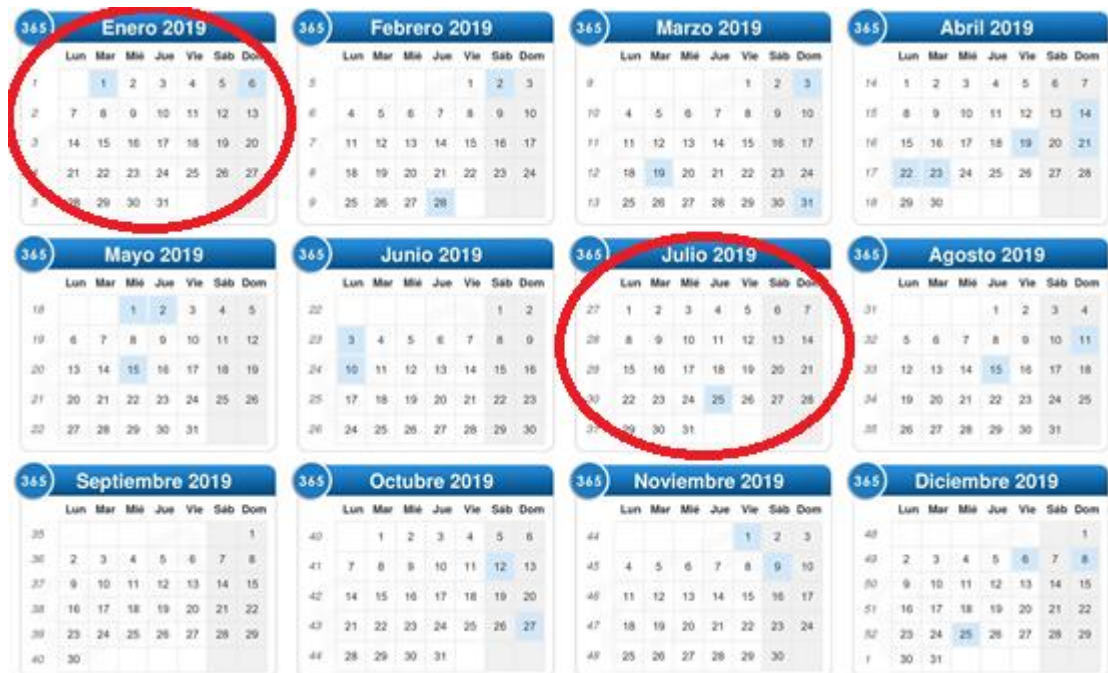 365 Enero 2019
Lun Mar Mié Jue Vie Sáb Dom
1 1 2 3 4 5 6
2 7 8 9 10 11 12 13
3 14 15 16 17 18 19 20
4 21 22 23 24 25 26 27
5 28 29 30 31
365 Febrero 2019
Lun Mar Mié Jue Vie Sáb Dom
5 1 2 3
6 4 5 6 7 8 9 10
7 11 12 13 14 15 16 17
8 18 19 20 21 22 23 24
9 25 26 27 28
365 Marzo 2019
Lun Mar Mié Jue Vie Sáb Dom
9 1 2 3
10 4 5 6 7 8 9 10
11 11 12 13 14 15 16 17
12 18 19 20 21 22 23 24
13 25 26 27 28 29 30 31
365 Abril 2019
Lun Mar Mié Jue Vie Sáb Dom
14 1 2 3 4 5 6 7
15 8 9 10 11 12 13 14
16 15 16 17 18 19 20 21
17 22 23 24 25 26 27 28
18 29 30
365 Mayo 2019
Lun Mar Mié Jue Vie Sáb Dom
18 1 2 3 4 5
19 6 7 8 9 10 11 12
20 13 14 15 16 17 18 19
21 20 21 22 23 24 25 26
22 27 28 29 30 31
365 Junio 2019
Lun Mar Mié Jue Vie Sáb Dom
22 1 2
23 3 4 5 6 7 8 9
24 10 11 12 13 14 15 16
25 17 18 19 20 21 22 23
26 24 25 26 27 28 29 30
365 Julio 2019
Lun Mar Mié Jue Vie Sáb Dom
27 1 2 3 4 5 6 7
28 8 9 10 11 12 13 14
29 15 16 17 18 19 20 21
30 22 23 24 25 26 27 28
31 29 30 31
365 Agosto 2019
Lun Mar Mié Jue Vie Sáb Dom
31 1 2 3 4
32 5 6 7 8 9 10 11
33 12 13 14 15 16 17 18
34 19 20 21 22 23 24 25
35 26 27 28 29 30 31
365 Septiembre 2019
Lun Mar Mié Jue Vie Sáb Dom
35 1
36 2 3 4 5 6 7 8
37 9 10 11 12 13 14 15
38 16 17 18 19 20 21 22
39 23 24 25 26 27 28 29
40 30
365 Octubre 2019
Lun Mar Mié Jue Vie Sáb Dom
40 1 2 3 4 5 6
41 7 8 9 10 11 12 13
42 14 15 16 17 18 19 20
43 21 22 23 24 25 26 27
44 28 29 30 31
365 Noviembre 2019
Lun Mar Mié Jue Vie Sáb Dom
44 1 2 3
45 4 5 6 7 8 9 10
46 11 12 13 14 15 16 17
47 18 19 20 21 22 23 24
48 25 26 27 28 29 30
365 Diciembre 2019
Lun Mar Mié Jue Vie Sáb Dom
48 1
49 2 3 4 5 6 7 8
50 9 10 11 12 13 14 15
51 16 17 18 19 20 21 22
52 23 24 25 26 27 28 29
1 30 31